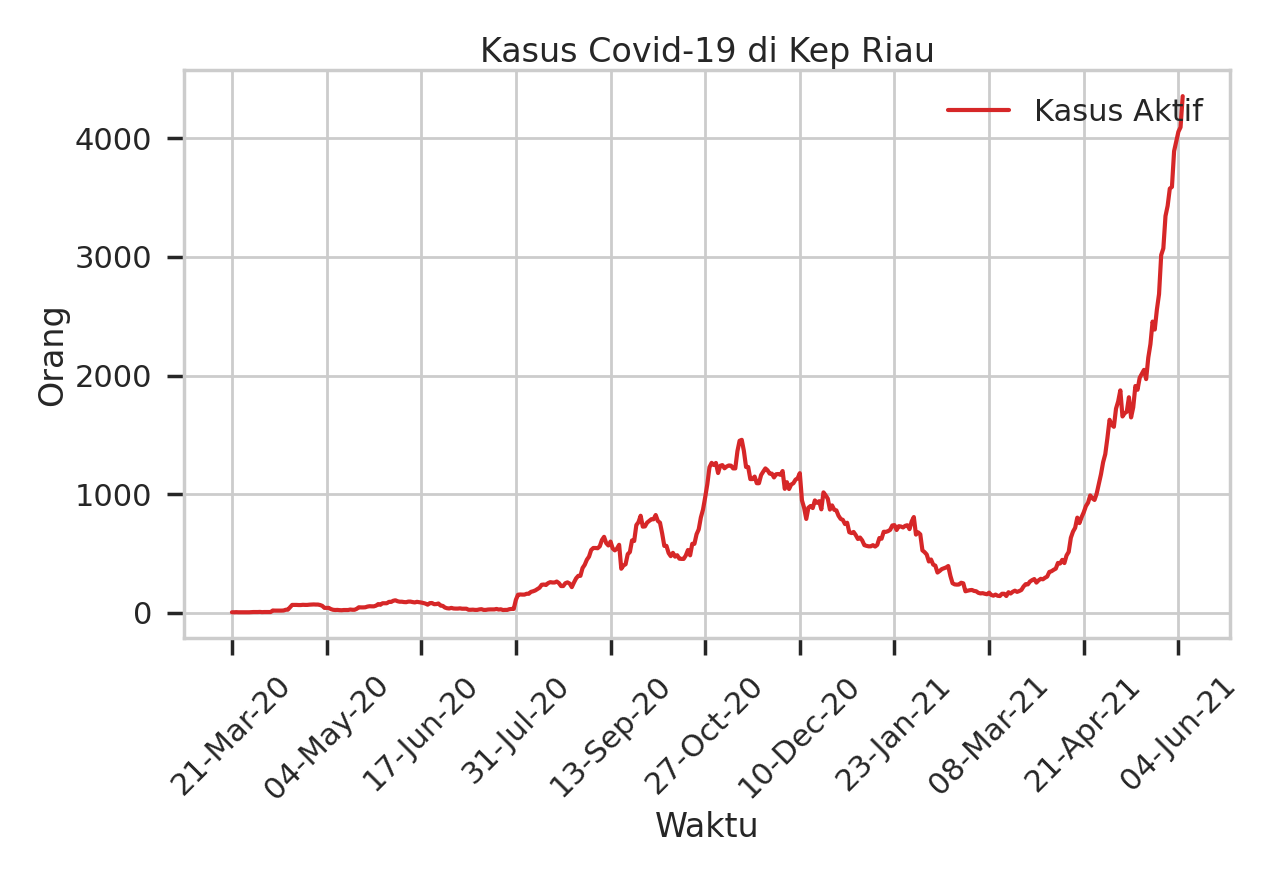 Kasus Covid-19 di Kep Riau
Kasus Aktif
4000
3000
2000
1000
0
Orang
21-Mar-20
04-May-20
17-Jun-20
31-Jul-20
13-Sep-20
27-Oct-20
10-Dec-20
23-Jan-21
08-Mar-21
21-Apr-21
04-Jun-21
Waktu